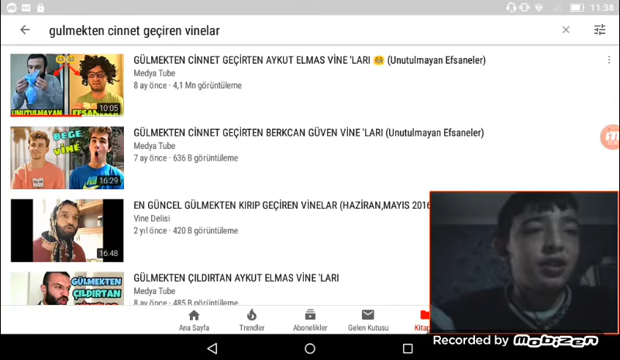 11:38
gulmekten cinnet geçiren vinelar
GÜLMEKTEN CİNNET GEÇİRTEN AYKUT ELMAS VİNE 'LARI 😂 (Unutulmayan Efsaneler)
Medya Tube
8 ay önce · 4,1 Mn görüntüleme
UNUTULMAYAN
10:05
GÜLMEKTEN CİNNET GEÇİRTEN BERKCAN GÜVEN VİNE 'LARI (Unutulmayan Efsaneler)
Medya Tube
7 ay önce · 636 B görüntüleme
BEGE
VİNE
16:29
EN GÜNCEL GÜLMEKTEN KIRIP GEÇİREN VİNELAR (HAZİRAN,MAYIS 2016
Vine Delisi
2 yıl önce · 420 B görüntüleme
16:48
GÜLMEKTEN ÇILDIRTAN AYKUT ELMAS VİNE 'LARI
Medya Tube
8 ay önce · 485 B görüntüleme
GÜLMEKTEN
ÇILDIRTAN
Ana Sayfa
Trendler
Abonelikler
Gelen Kutusu
Kitap
Recorded by Mobizen